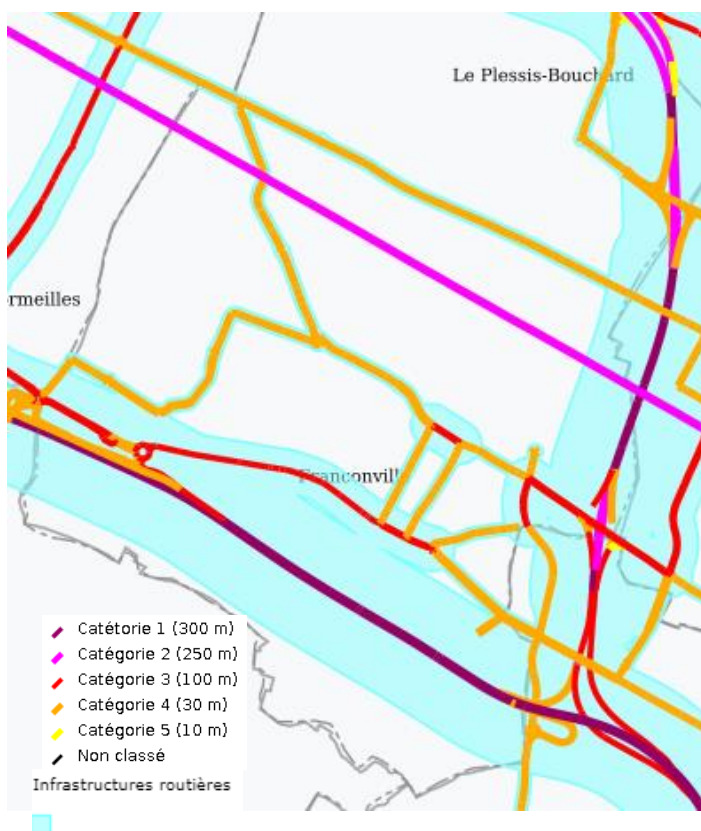 Le Plessis-Bouchard
rmeilles
Franconvill
Catétorie 1 (300 m)
Catégorie 2 (250 m)
Catégorie 3 (100 m)
Catégorie 4 (30 m)
Catégorie 5 (10 m)
Non classé
Infrastructures routières